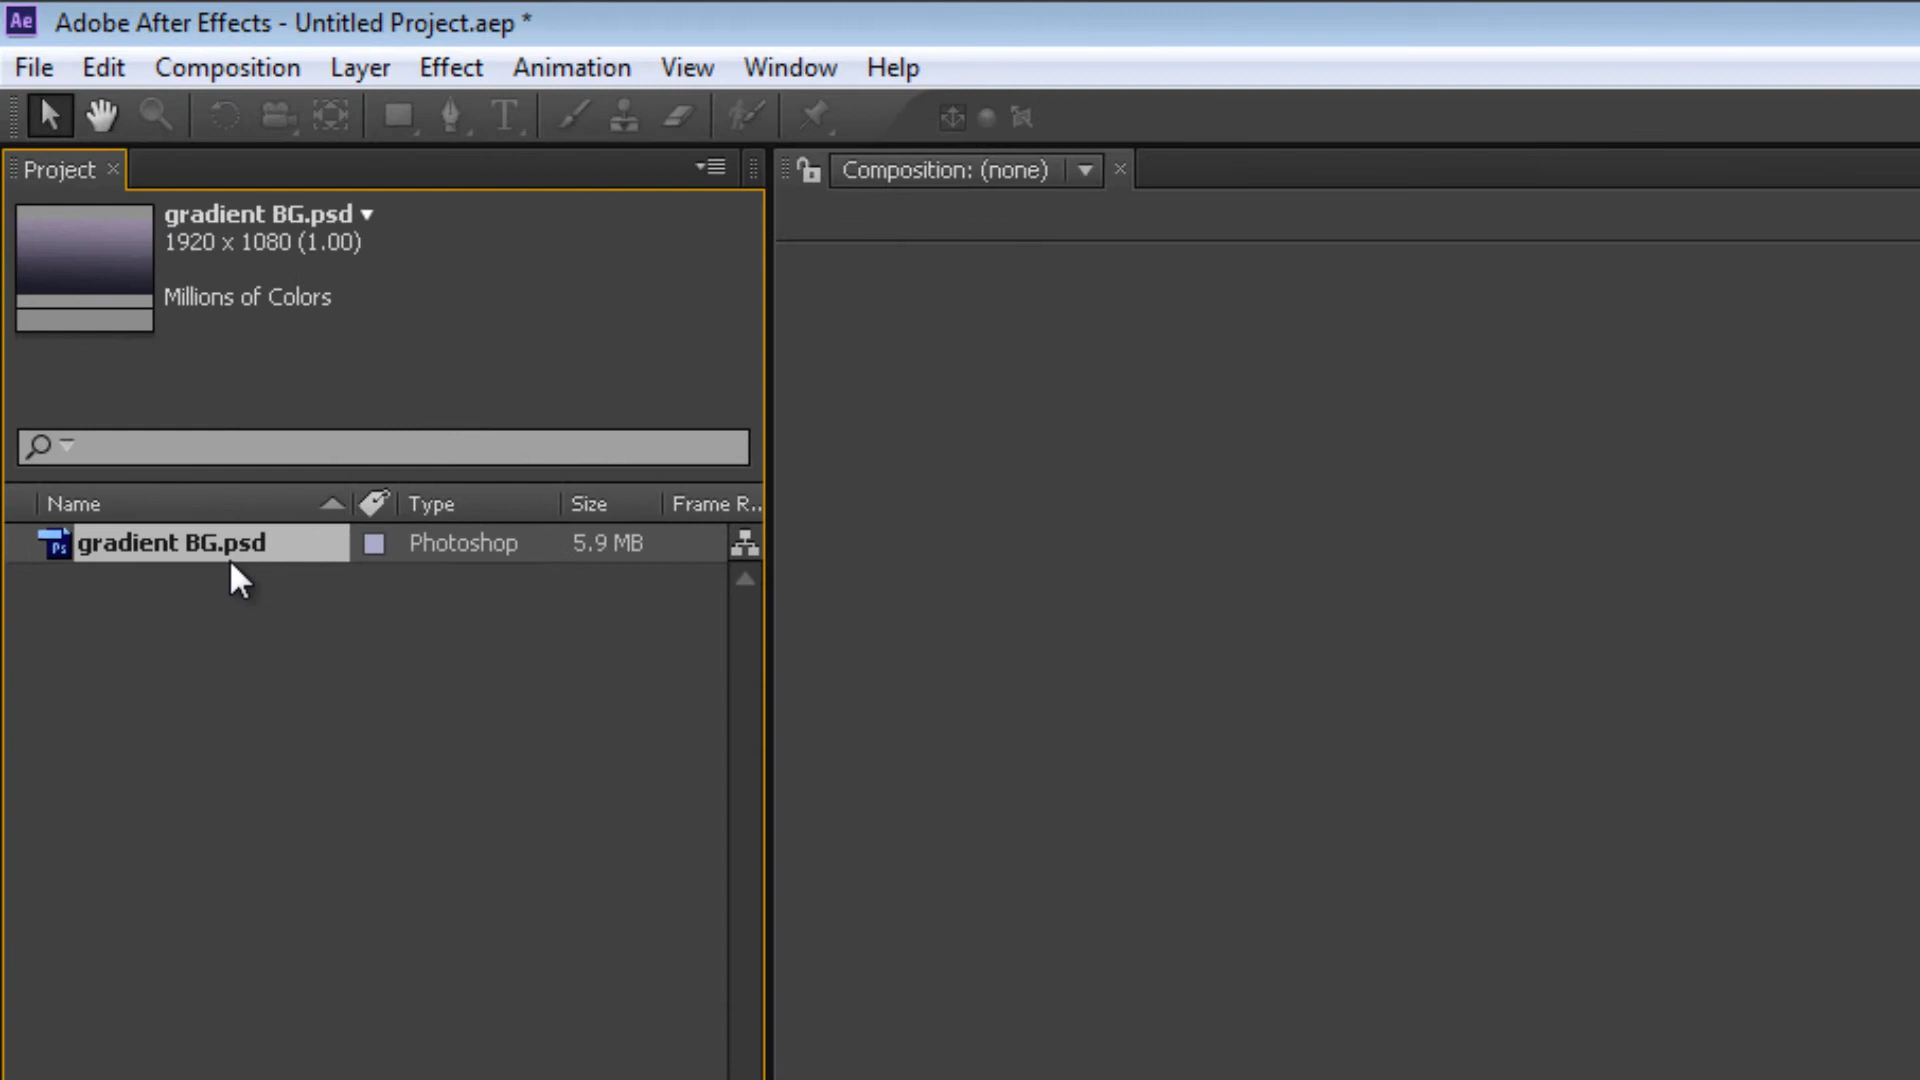 Ae Adobe After Effects - Untitled Project.aep *
File Edit Composition Layer Effect Animation View Window Help
T
Project × Composition: (none) ×
gradient BG.psd
1920 x 1080 (1.00)
Millions of Colors
Name Type Size Frame R..
Ps gradient BG.psd Photoshop 5.9 MB